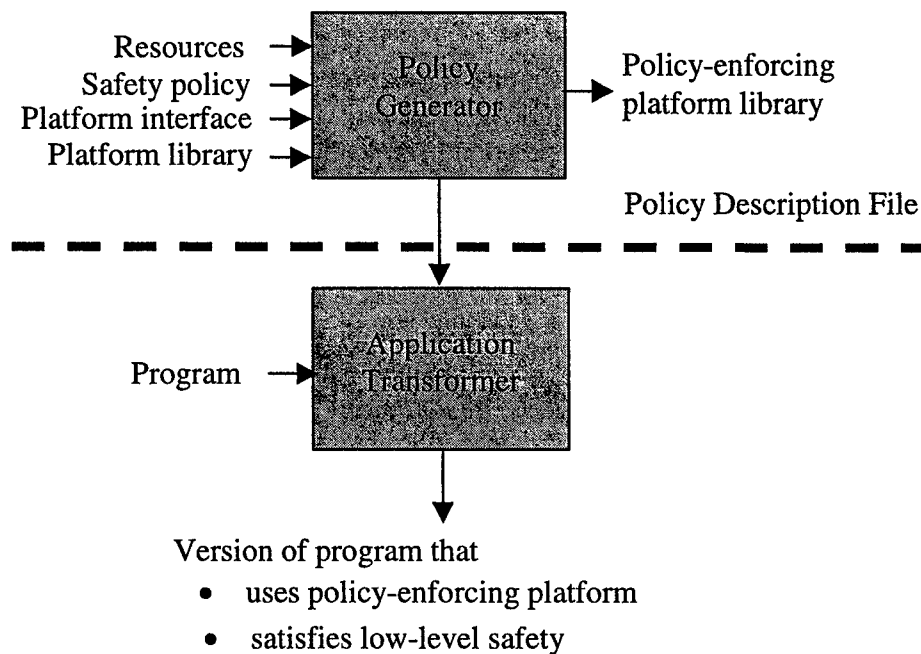 Resources
Safety policy
Platform interface
Platform library
Policy
Generator
Policy-enforcing
platform library
Policy Description File
Program
Application
Transformer
Version of program that
• uses policy-enforcing platform
• satisfies low-level safety